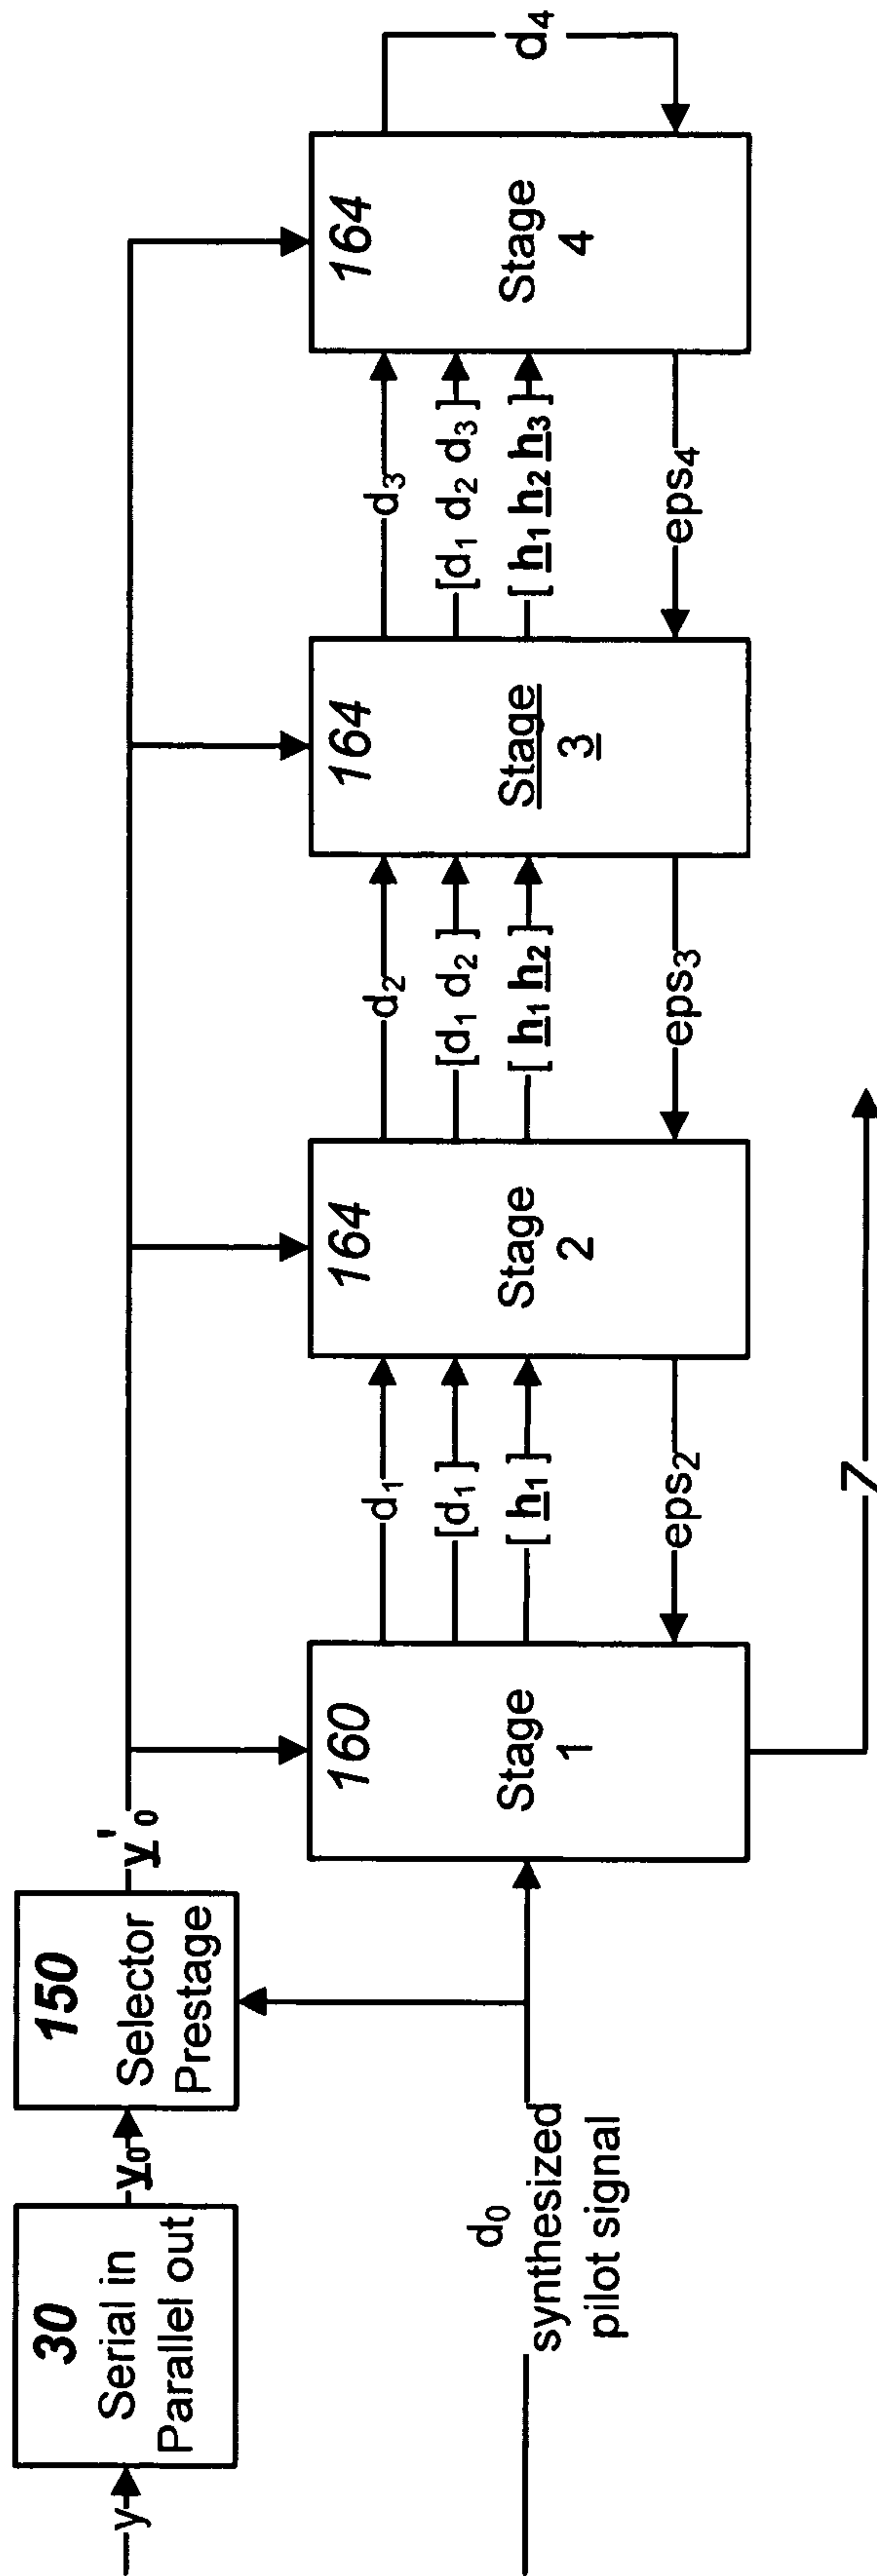 y
30
Serial in
Parallel out
y₀
150
Selector
Prestage
y'₀
d₀
synthesized
pilot signal
160
Stage
1
d₁
[d₁ ]
[ h₁ ]
eps₂
164
Stage
2
d₂
[d₁ d₂ ]
[ h₁ h₂ ]
eps₃
164
Stage
3
d₃
[d₁ d₂ d₃ ]
[ h₁ h₂ h₃ ]
eps₄
164
Stage
4
d₄
7